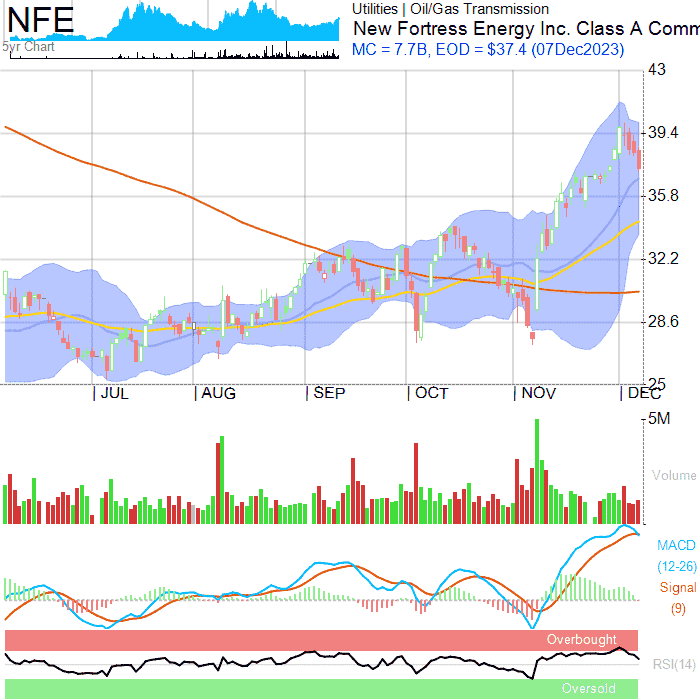 NFE
5yr Chart
Utilities | Oil/Gas Transmission
New Fortress Energy Inc. Class A Comm
MC = 7.7B, EOD = $37.4 (07Dec2023)
43
39.4
35.8
32.2
28.6
25
JUL AUG SEP OCT NOV DEC
5M
Volume
MACD
(12-26)
Signal
(9)
Overbought
RSI(14)
Oversold